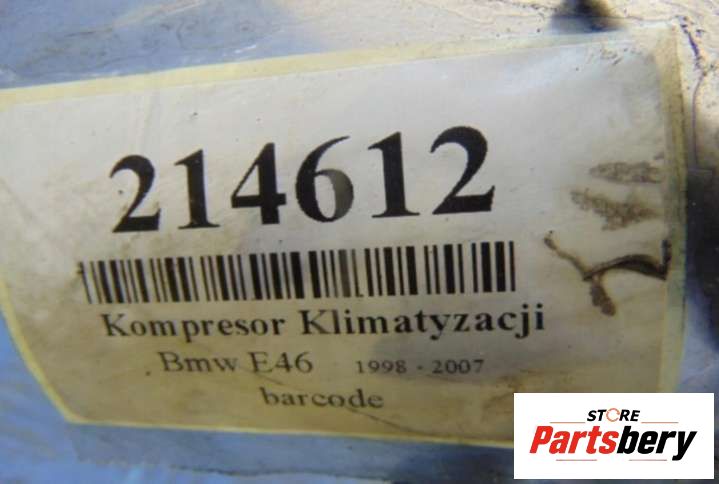 214612
Kompresor Klimatyzacji
Bmw E46 1998 - 2007
barcode
STORE
Partsbery